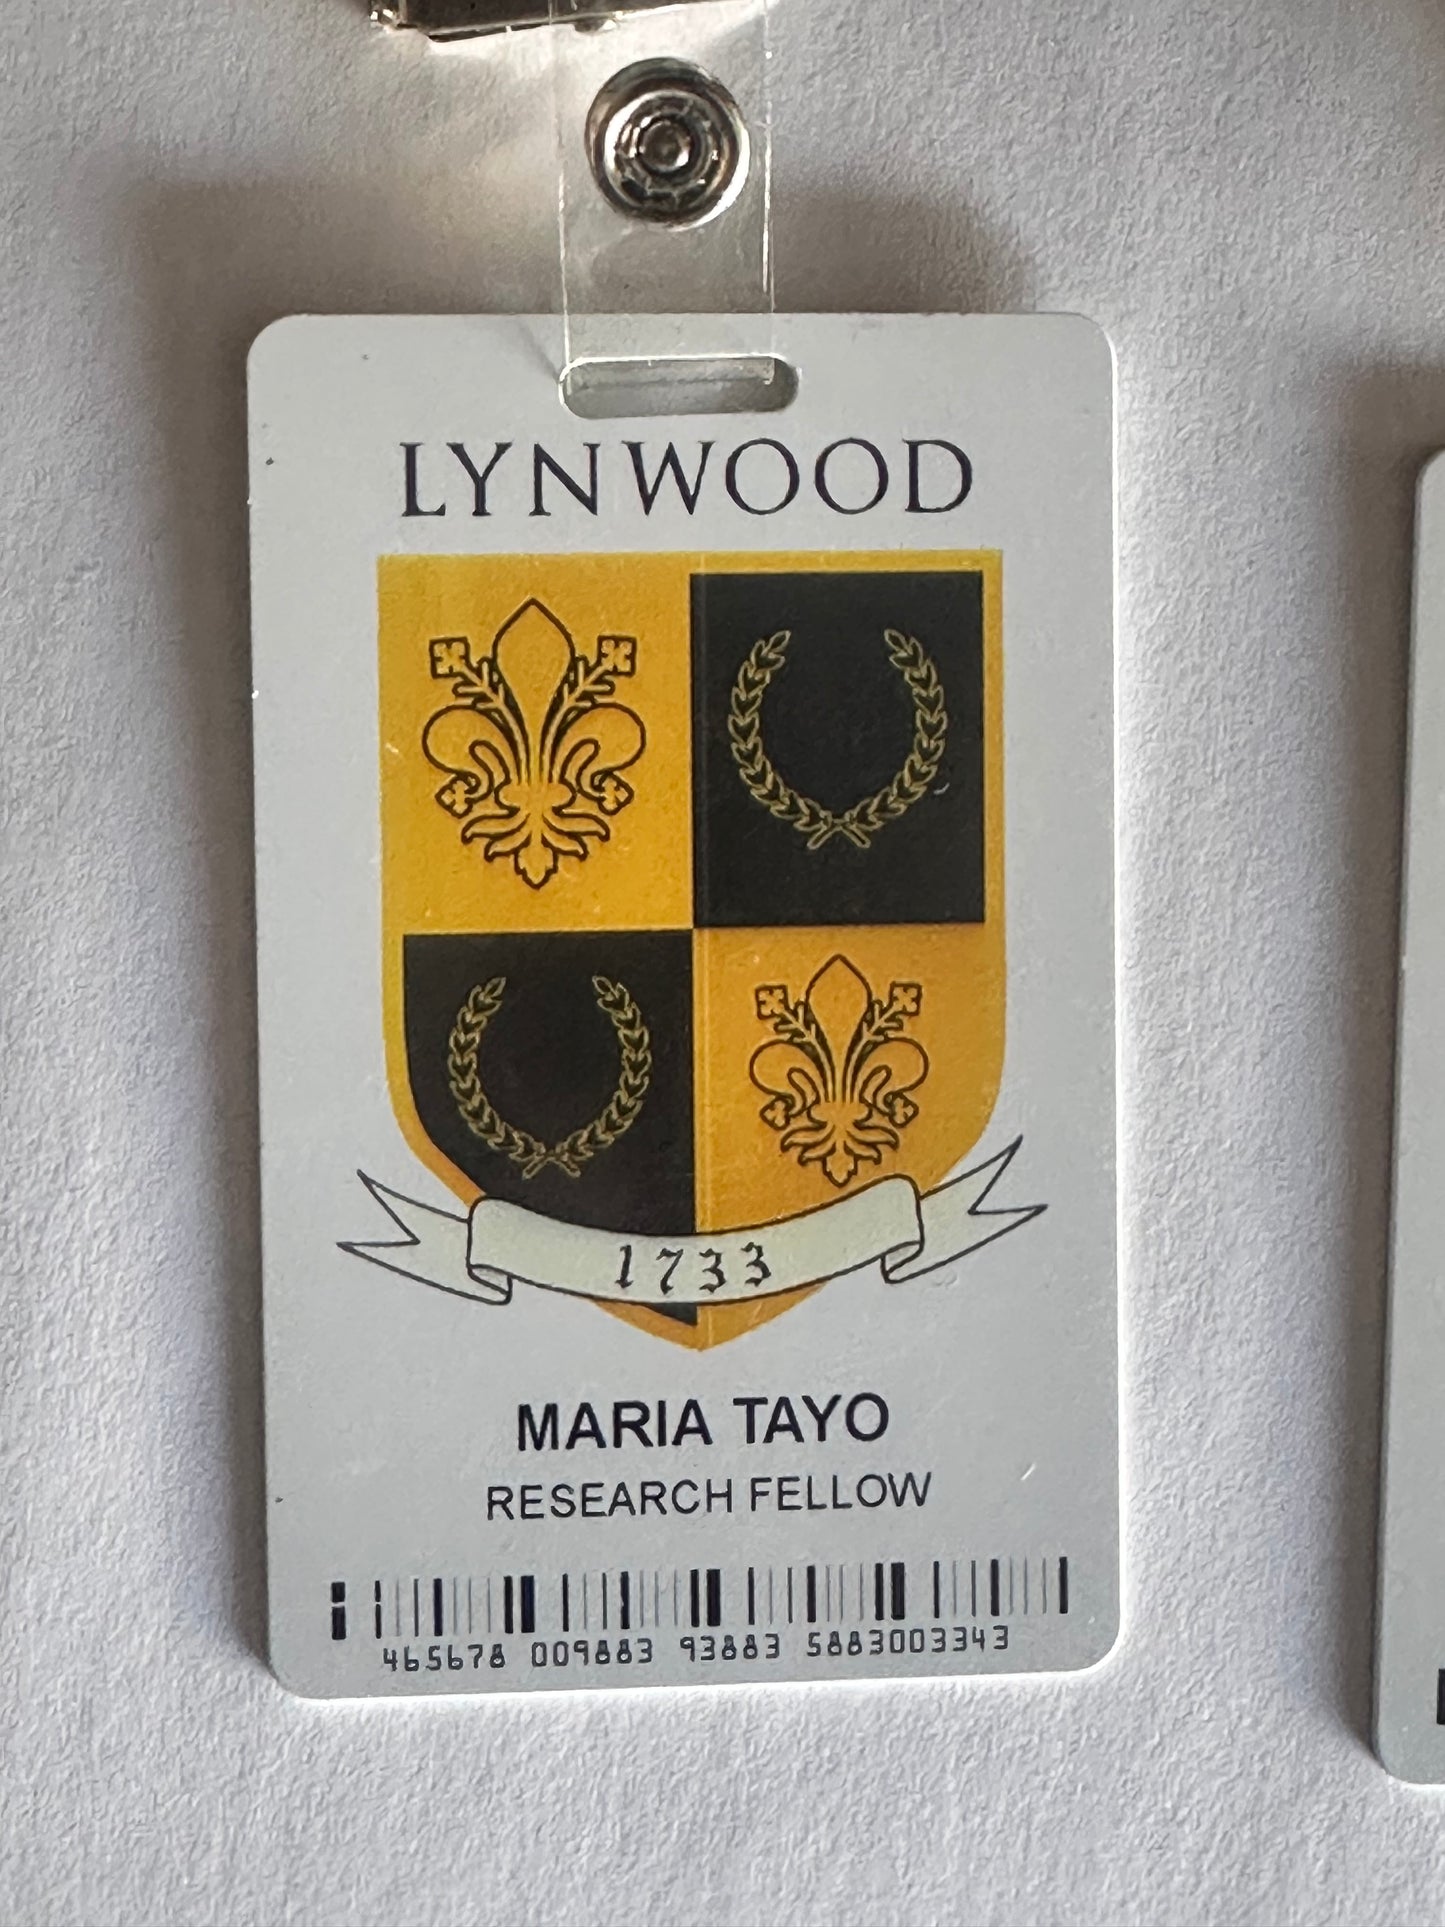 LYNWOOD
1733
MARIA TAYO
RESEARCH FELLOW
465678 009883 93883 5883003343